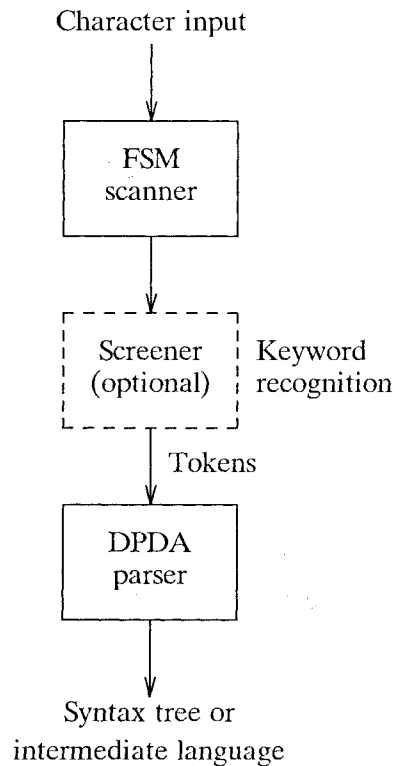 Character input
FSM
scanner
Screener
(optional)
Keyword
recognition
Tokens
DPDA
parser
Syntax tree or
intermediate language